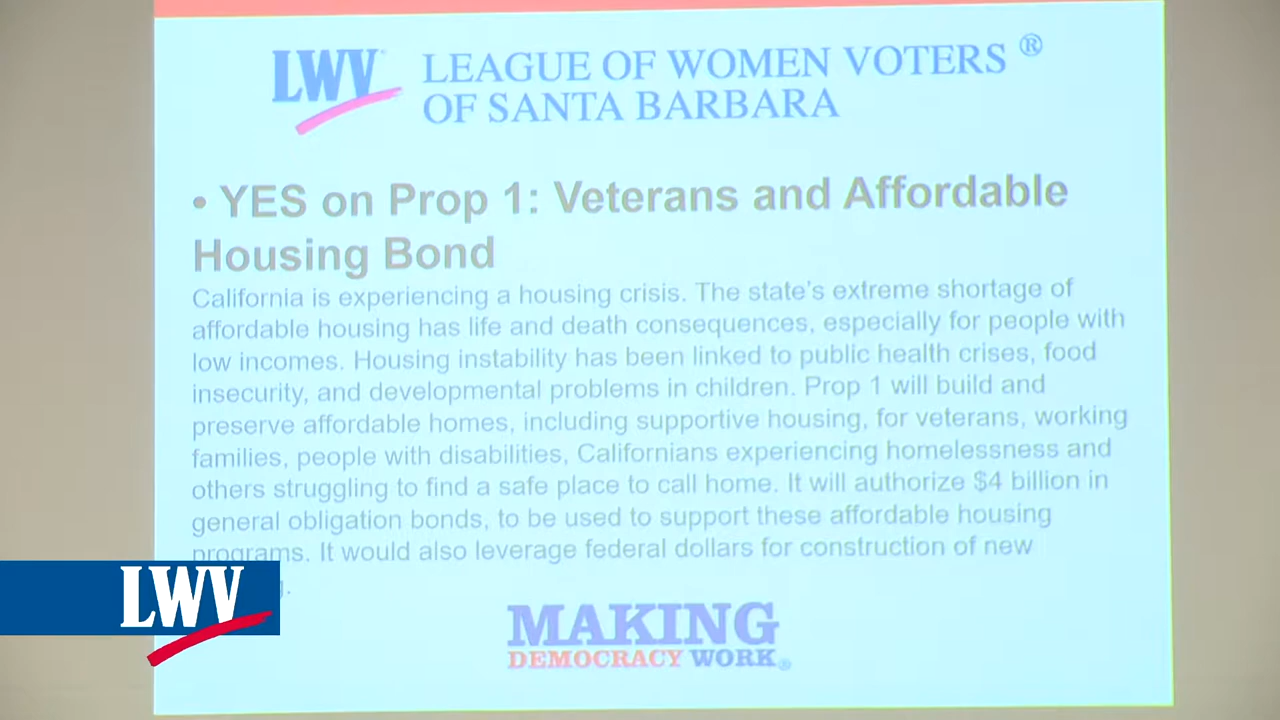 LWV
LEAGUE OF WOMEN VOTERS ®
OF SANTA BARBARA
• YES on Prop 1: Veterans and Affordable
Housing Bond
California is experiencing a housing crisis. The state's extreme shortage of
affordable housing has life and death consequences, especially for people with
low incomes. Housing instability has been linked to public health crises, food
insecurity, and developmental problems in children. Prop 1 will build and
preserve affordable homes, including supportive housing, for veterans, working
families, people with disabilities, Californians experiencing homelessness and
others struggling to find a safe place to call home. It will authorize $4 billion in
general obligation bonds, to be used to support these affordable housing
programs. It would also leverage federal dollars for construction of new
LWV
MAKING
DEMOCRACY WORK®